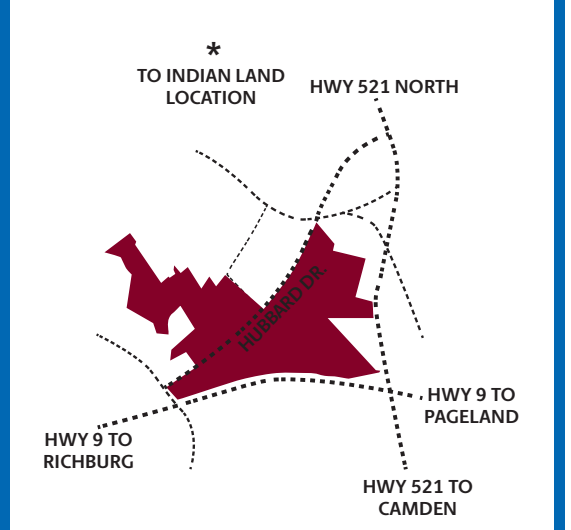 *
TO INDIAN LAND
LOCATION
HWY 521 NORTH
HUBBARD DR.
HWY 9 TO
PAGELAND
HWY 9 TO
RICHBURG
HWY 521 TO
CAMDEN